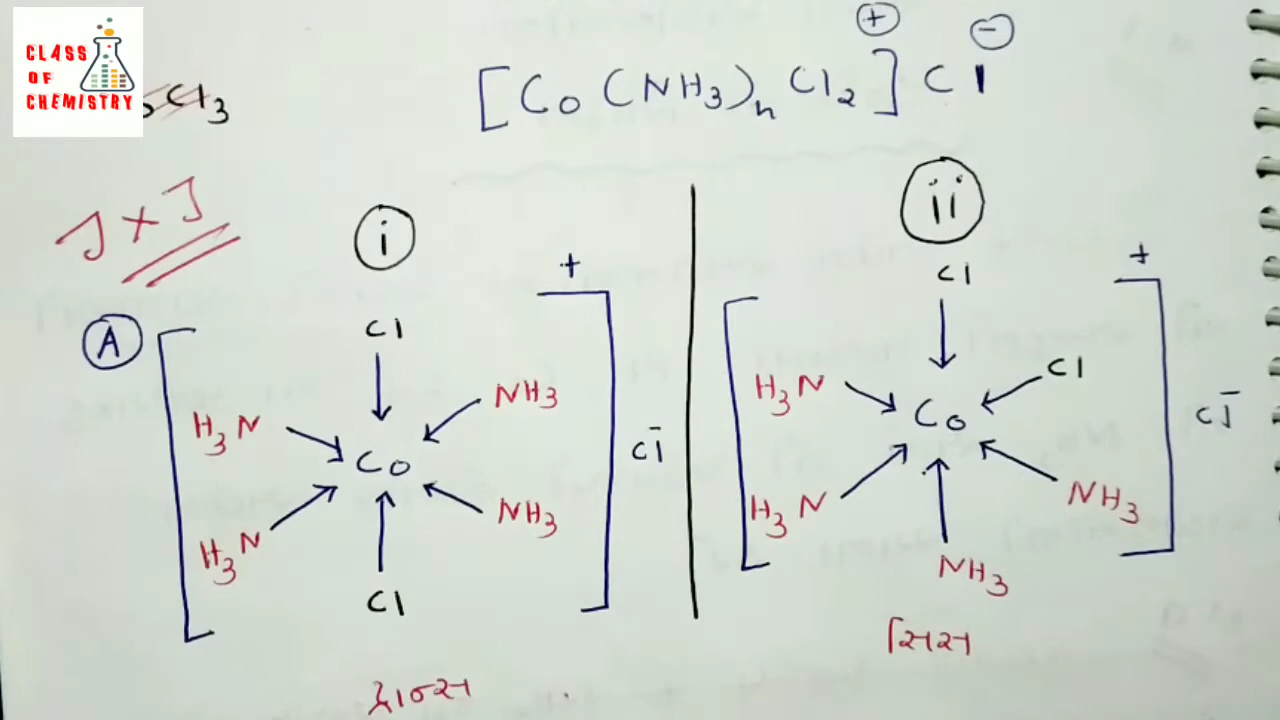 CLASS
OF
CHEMISTRY
Cl3
⊕ ⊖
[Co(NH3)n Cl2] Cl
i
A
+
Cl
H3N
NH3
Co
Cl-
H3N
NH3
Cl
ii
+
Cl
H3N
Cl
Co
Cl-
H3N
NH3
NH3